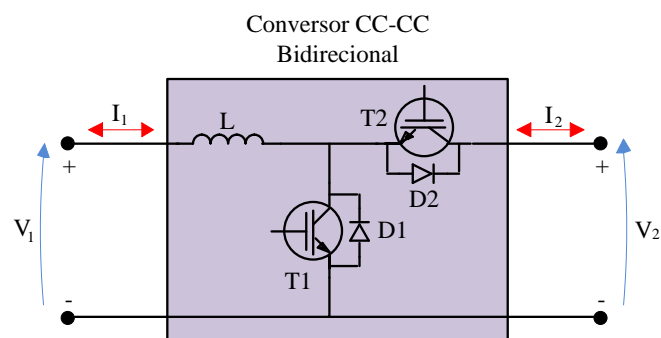 Conversor CC-CC
Bidirecional
I1
L
T2
I2
+
+
D2
V1
D1
V2
T1
-
-